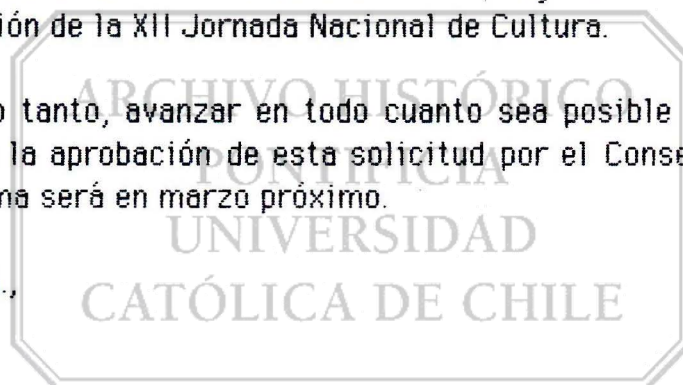 ión de la XII Jornada Nacional de Cultura.
ARCHIVO HISTÓRICO
o tanto, avanzar en todo cuanto sea posible
la aprobación de esta solicitud por el Conse
PONTIFICIA
na será en marzo próximo.
UNIVERSIDAD
.,
CATÓLICA DE CHILE